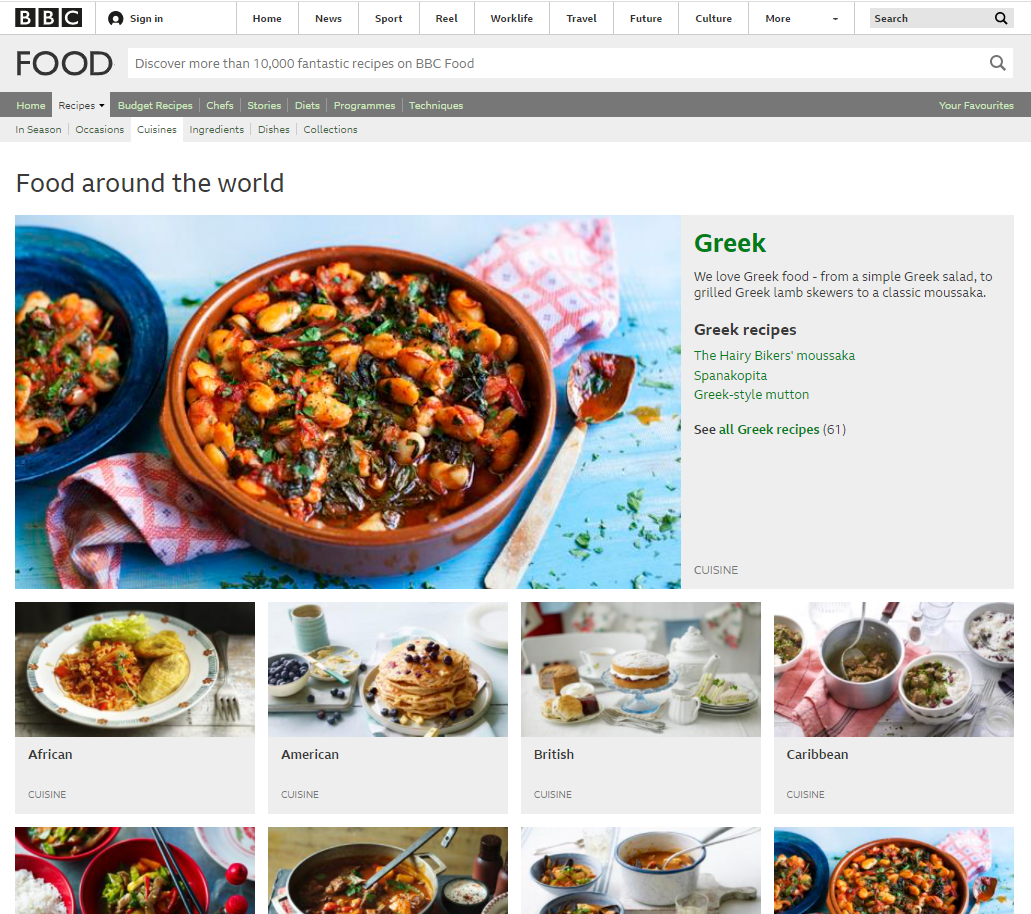 BBC Sign in Home News Sport Reel Worklife Travel Future Culture More Search
FOOD Discover more than 10,000 fantastic recipes on BBC Food
Home Recipes Budget Recipes Chefs Stories Diets Programmes Techniques Your Favourites
In Season Occasions Cuisines Ingredients Dishes Collections
Food around the world
Greek
We love Greek food - from a simple Greek salad, to
grilled Greek lamb skewers to a classic moussaka.
Greek recipes
The Hairy Bikers' moussaka
Spanakopita
Greek-style mutton
See all Greek recipes (61)
CUISINE
African American British Caribbean
CUISINE CUISINE CUISINE CUISINE